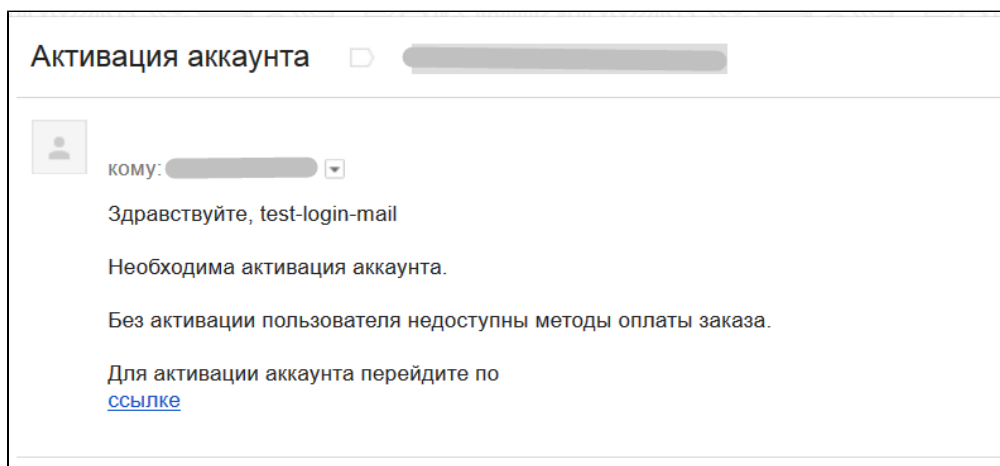 Активация аккаунта
кому:
Здравствуйте, test-login-mail
Необходима активация аккаунта.
Без активации пользователя недоступны методы оплаты заказа.
Для активации аккаунта перейдите по
ссылке